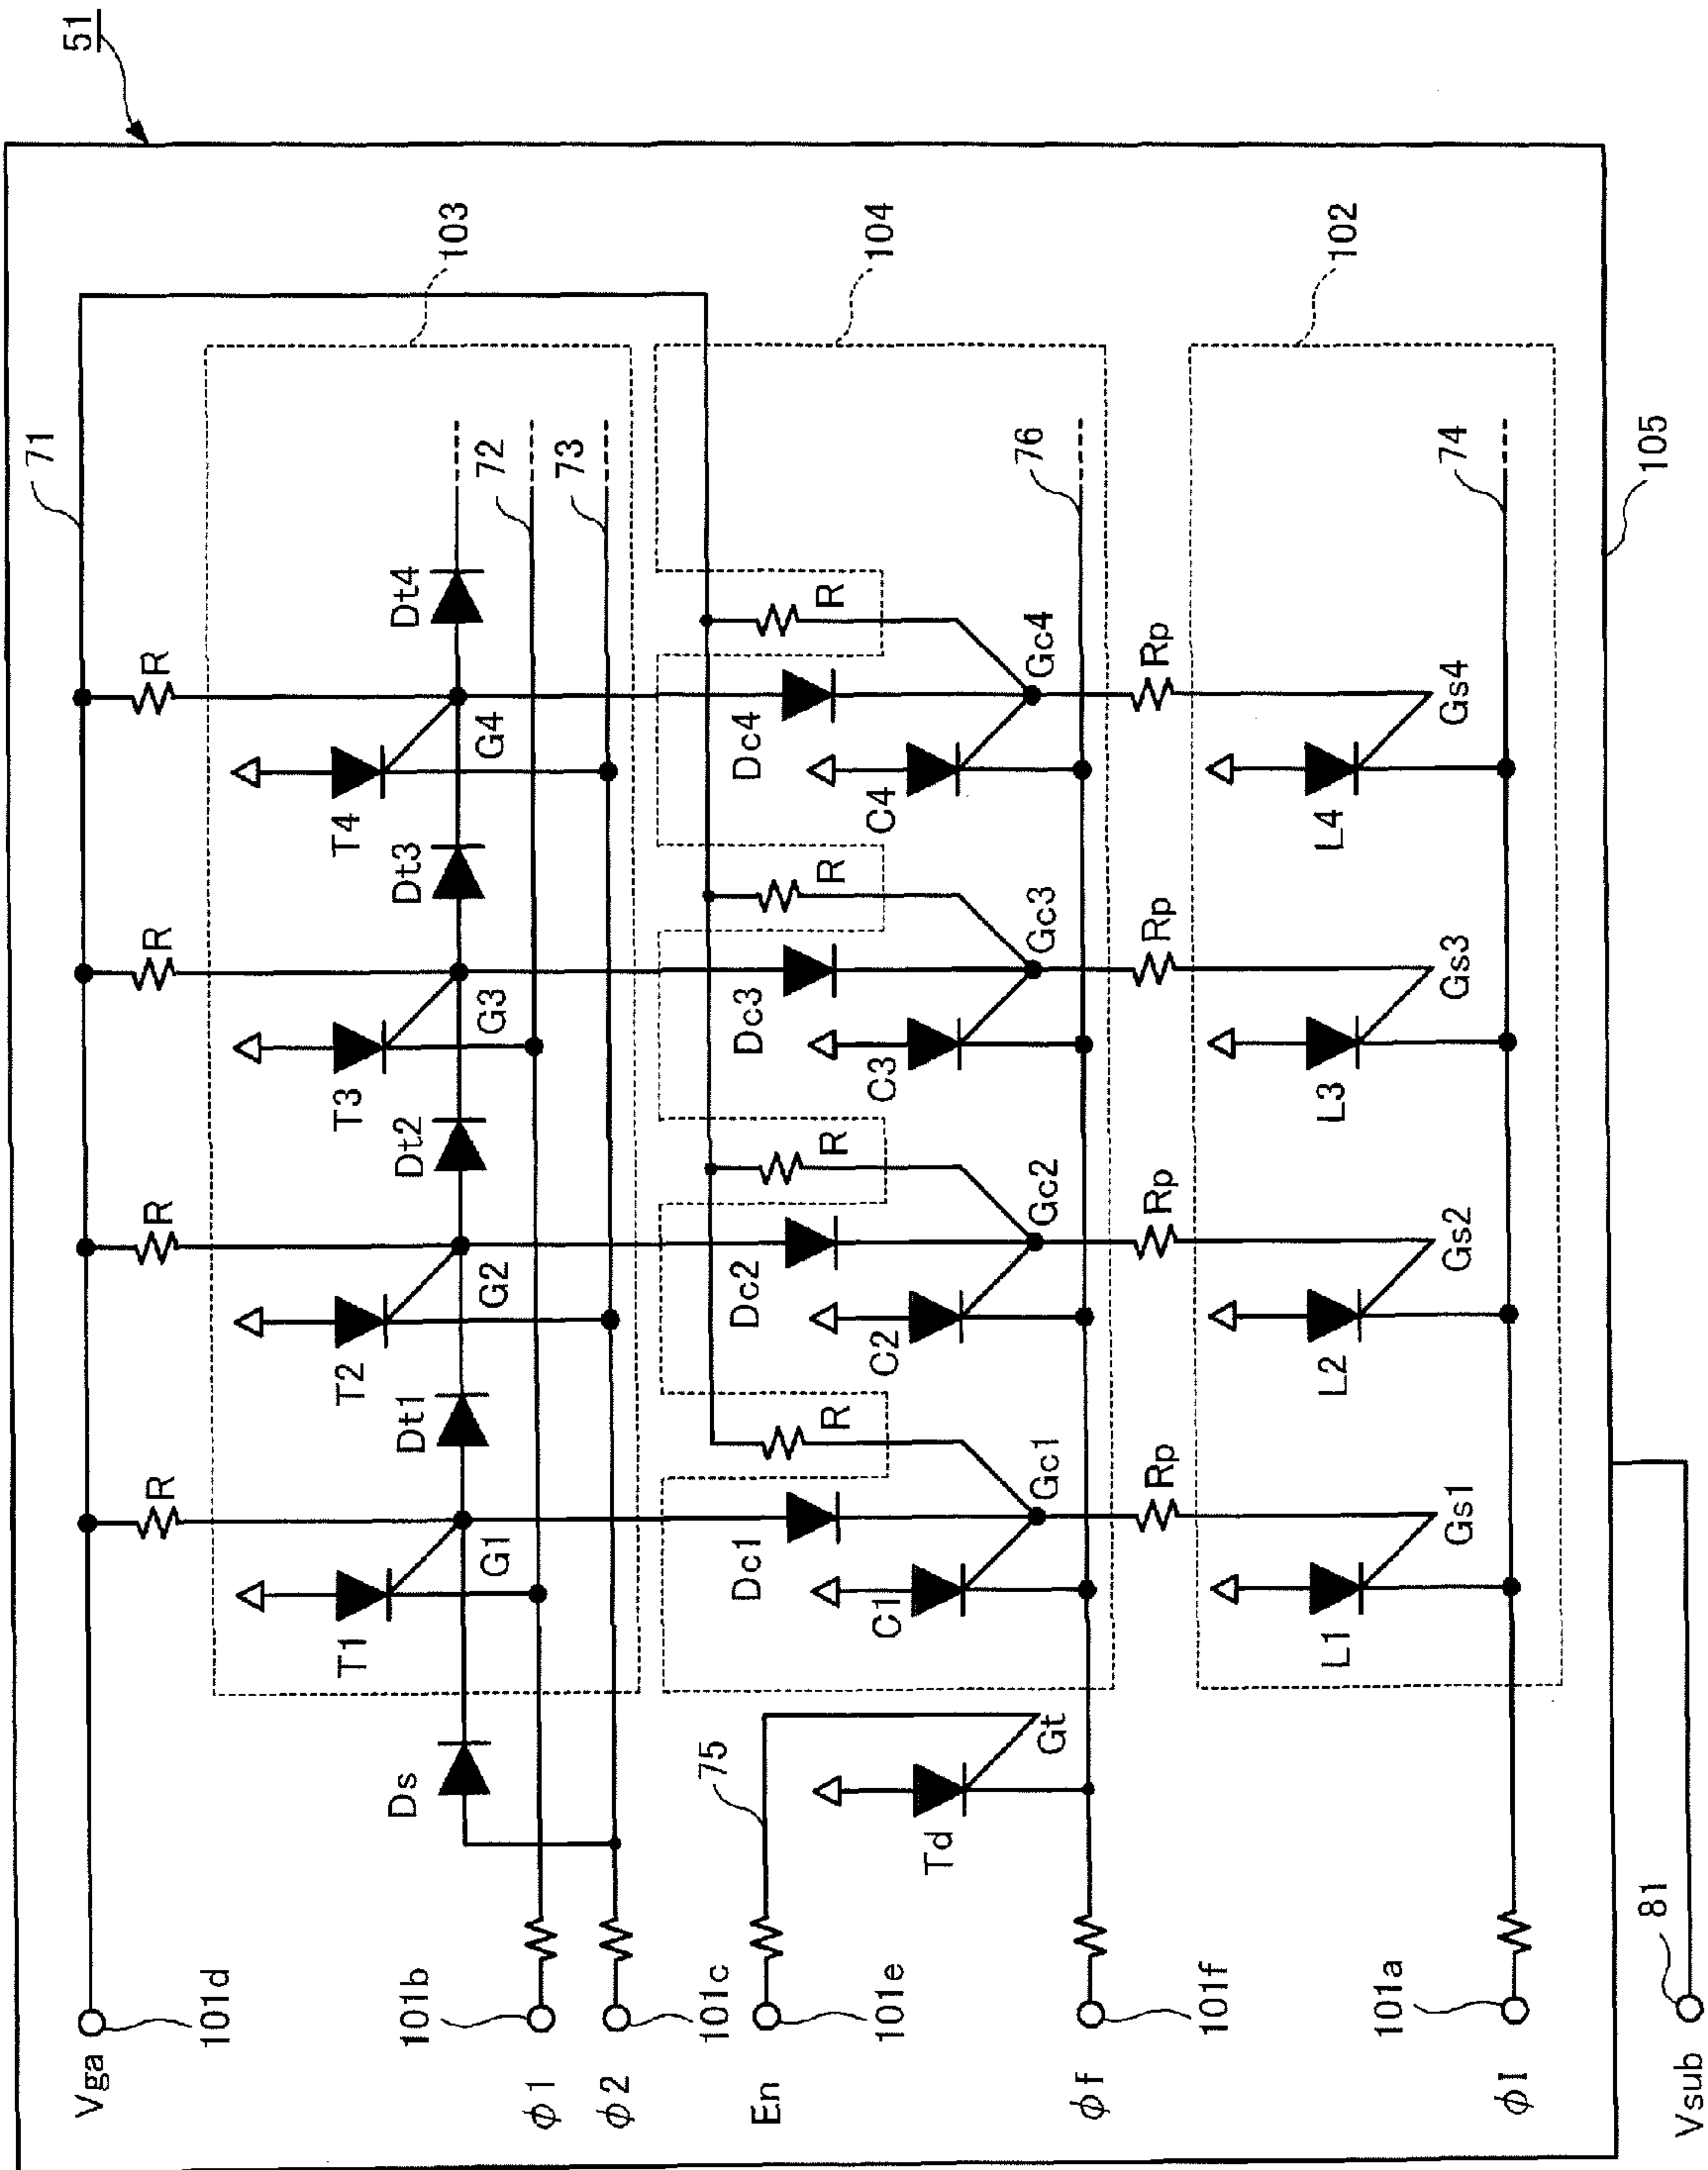 51
71
103
72
73
104
76
102
74
105
R
R
R
R
Dt4
Dt3
Dt2
Dt1
Ds
T1
T2
T3
T4
G1
G2
G3
G4
R
R
R
R
Dc1
Dc2
Dc3
Dc4
C1
C2
C3
C4
Gc1
Gc2
Gc3
Gc4
75
Td
Gt
Rp
Rp
Rp
Rp
L1
L2
L3
L4
Gs1
Gs2
Gs3
Gs4
Vga
101d
φ1
101b
φ2
101c
En
101e
φf
101f
φI
101a
Vsub
81